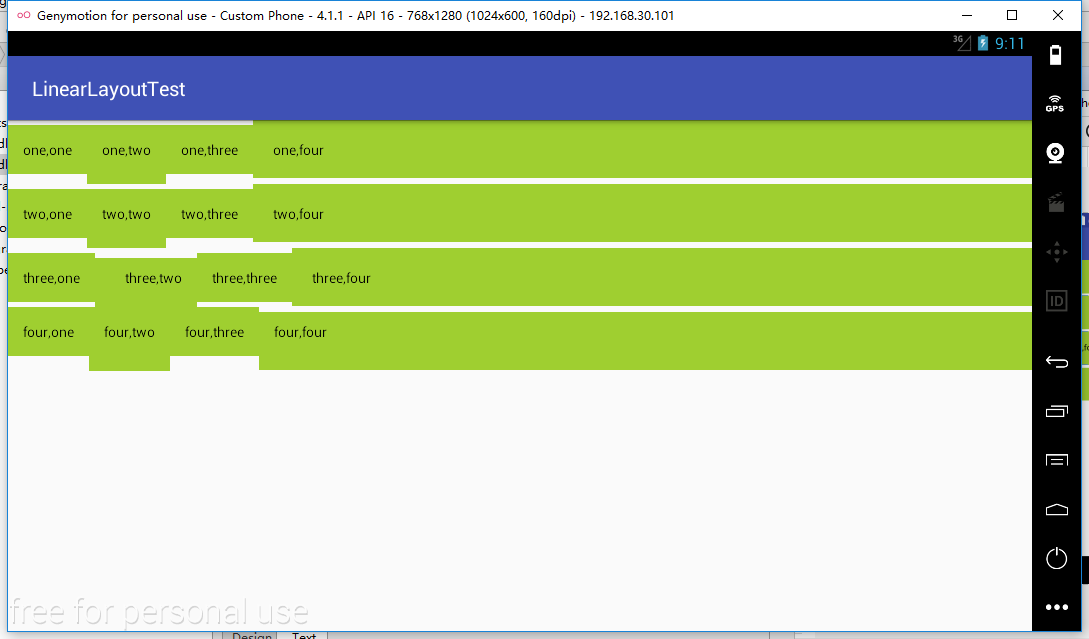 Genymotion for personal use - Custom Phone - 4.1.1 - API 16 - 768x1280 (1024x600, 160dpi) - 192.168.30.101
3G 9:11
LinearLayoutTest
GPS
one,one one,two one,three one,four
two,one two,two two,three two,four
ID
three,one three,two three,three three,four
four,one four,two four,three four,four
free for personal use
Design Text